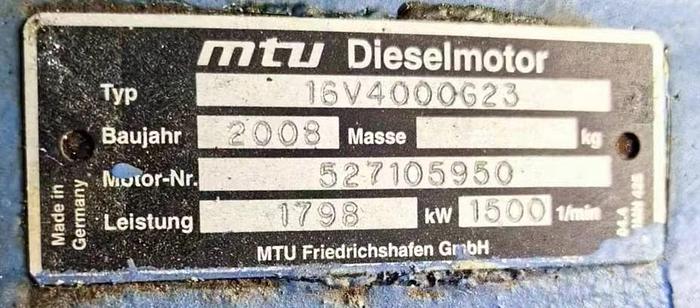 mtu Dieselmotor
Typ 16V4000G23
Baujahr 2008 Masse kg
Motor-Nr. 527105950
Leistung 1798 kW 1500 1/min
MTU Friedrichshafen GmbH
Made in
Germany